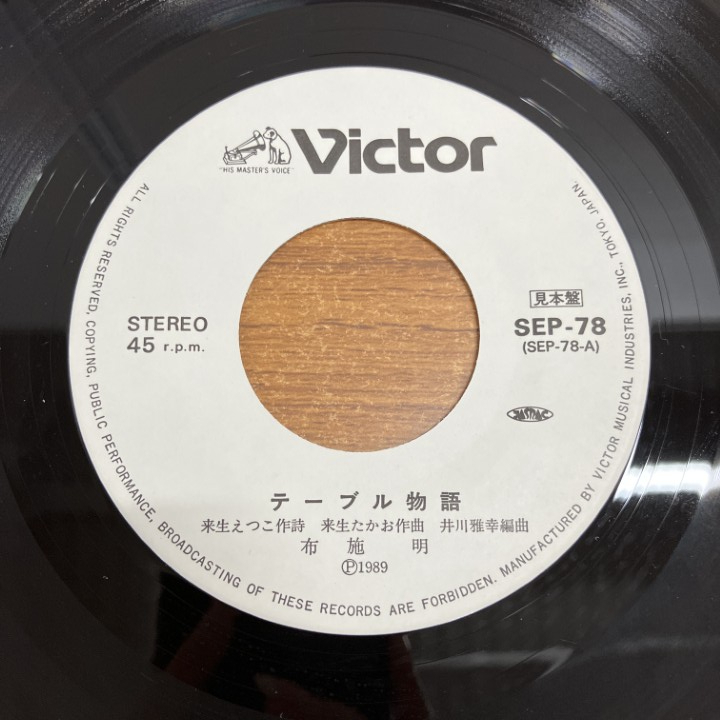 Victor
"HIS MASTER'S VOICE"
STEREO
45 r.p.m.
見本盤
SEP-78
(SEP-78-A)
JASRAC
テーブル物語
来生えつこ作詩 来生たかお作曲 井川雅幸編曲
布施 明
Ⓟ1989
ALL RIGHTS RESERVED, COPYING, PUBLIC PERFORMANCE, BROADCASTING OF THESE RECORDS ARE FORBIDDEN. MANUFACTURED BY VICTOR MUSICAL INDUSTRIES, INC., TOKYO, JAPAN.